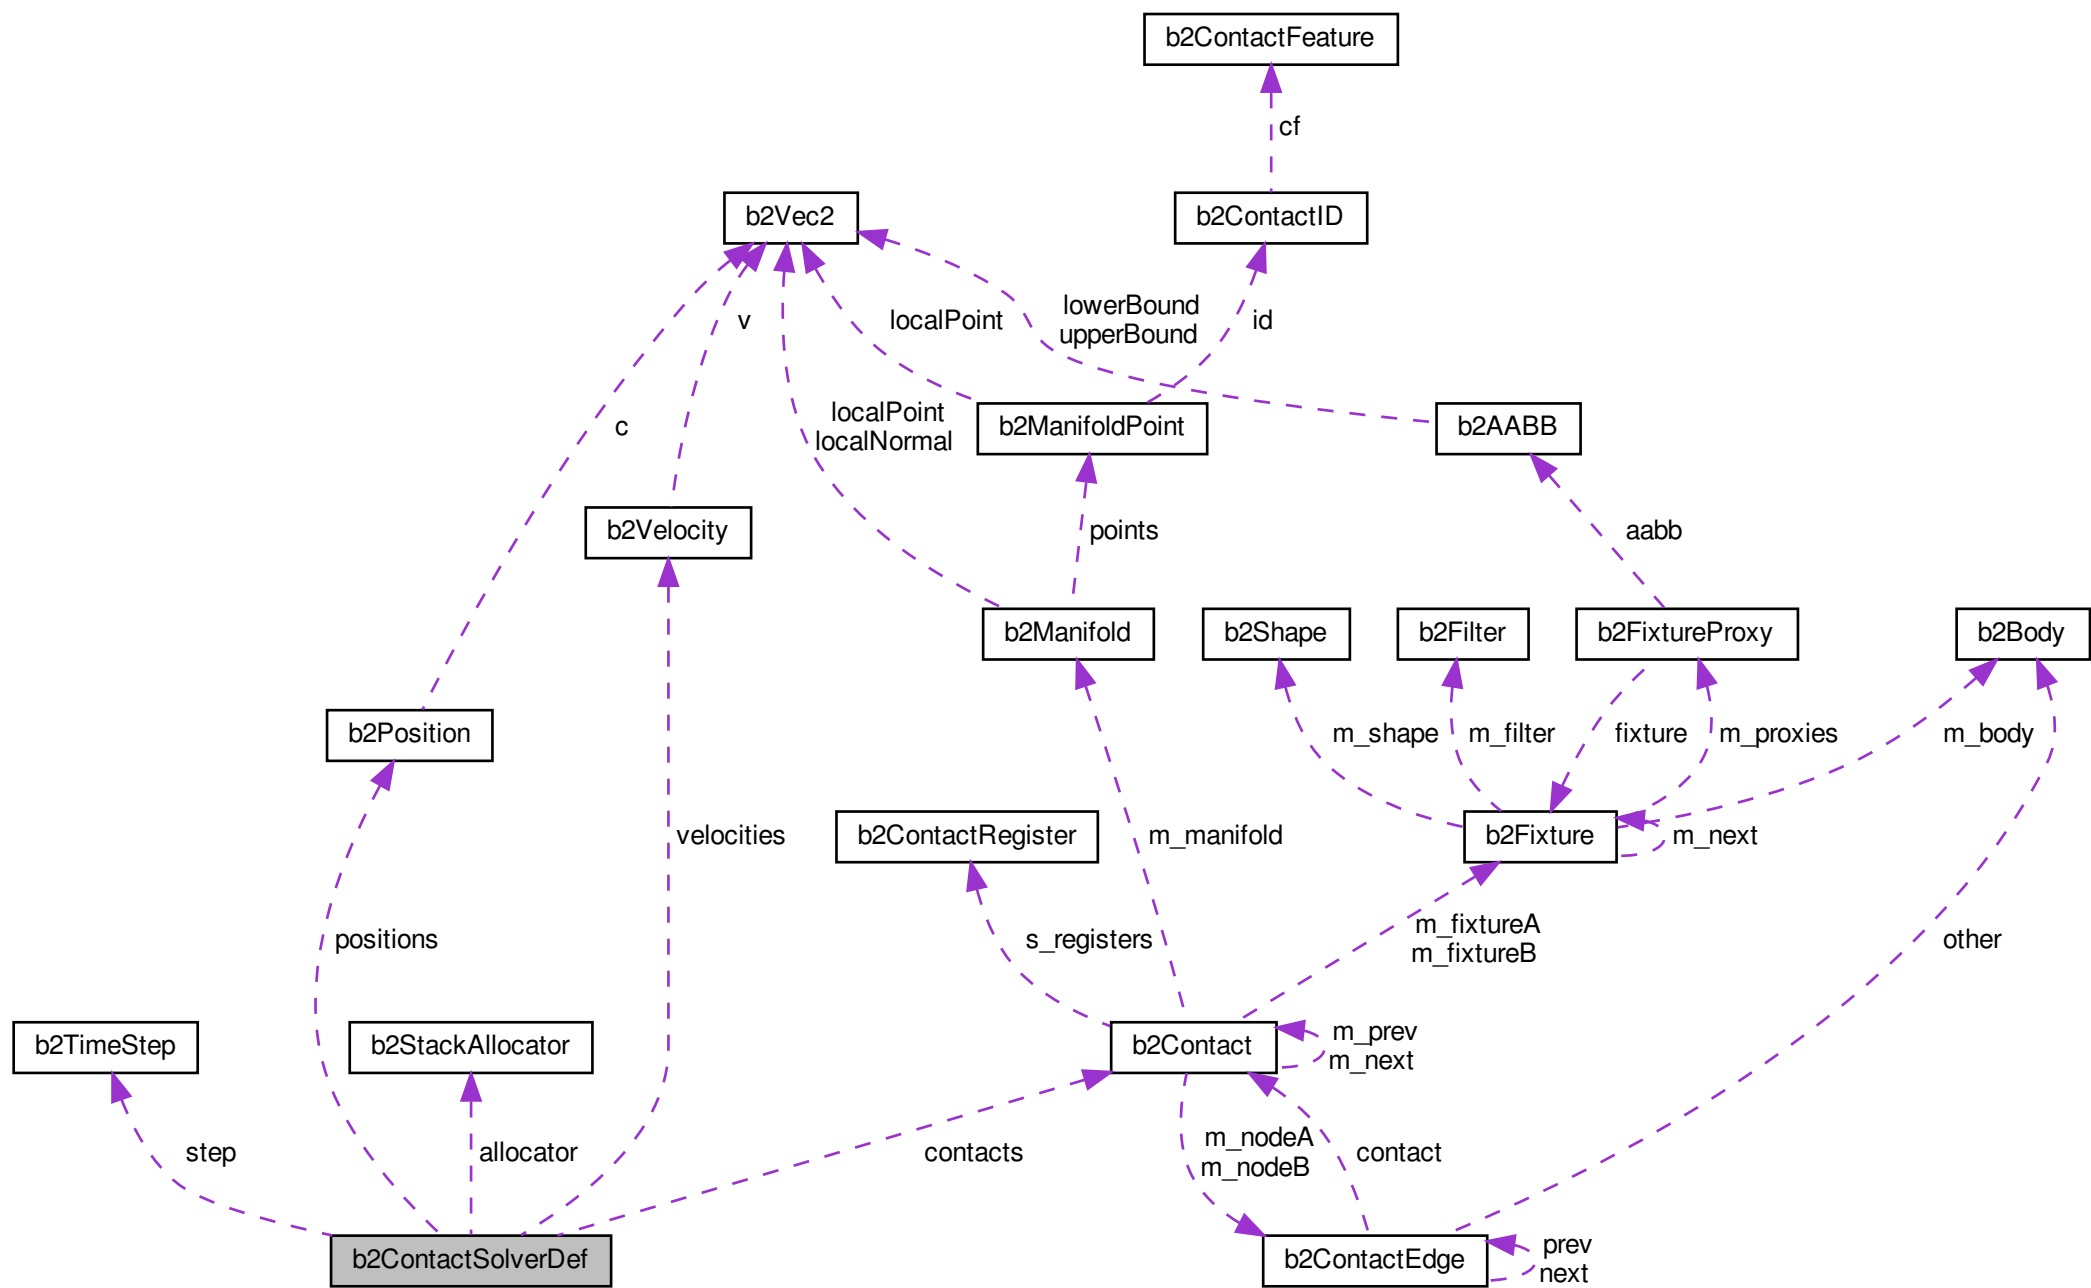 b2ContactFeature
cf
b2Vec2
b2ContactID
v
localPoint
lowerBound
upperBound
id
c
localPoint
localNormal
b2ManifoldPoint
b2AABB
b2Velocity
points
aabb
b2Manifold
b2Shape
b2Filter
b2FixtureProxy
b2Body
b2Position
m_shape
m_filter
fixture
m_proxies
m_body
velocities
b2ContactRegister
m_manifold
b2Fixture
m_next
positions
s_registers
m_fixtureA
m_fixtureB
other
b2TimeStep
b2StackAllocator
b2Contact
m_prev
m_next
step
allocator
contacts
m_nodeA
m_nodeB
contact
b2ContactSolverDef
b2ContactEdge
prev
next